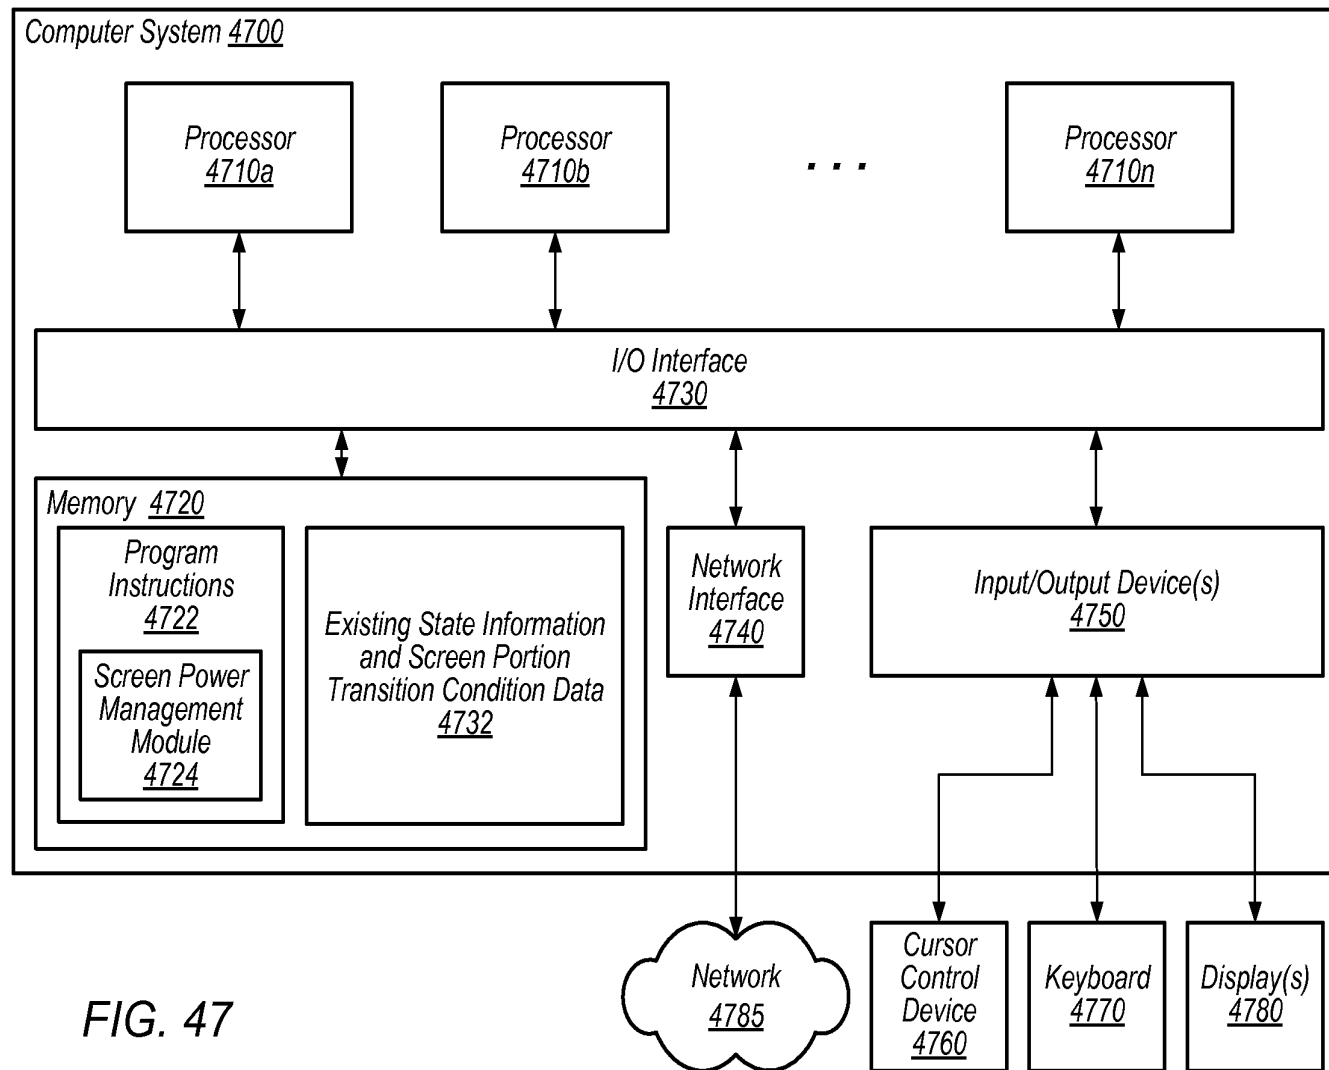 Computer System 4700
Processor
4710a
Processor
4710b
. . .
Processor
4710n
I/O Interface
4730
Memory 4720
Program
Instructions
4722
Screen Power
Management
Module
4724
Existing State Information
and Screen Portion
Transition Condition Data
4732
Network
Interface
4740
Input/Output Device(s)
4750
Network
4785
Cursor
Control
Device
4760
Keyboard
4770
Display(s)
4780
FIG. 47